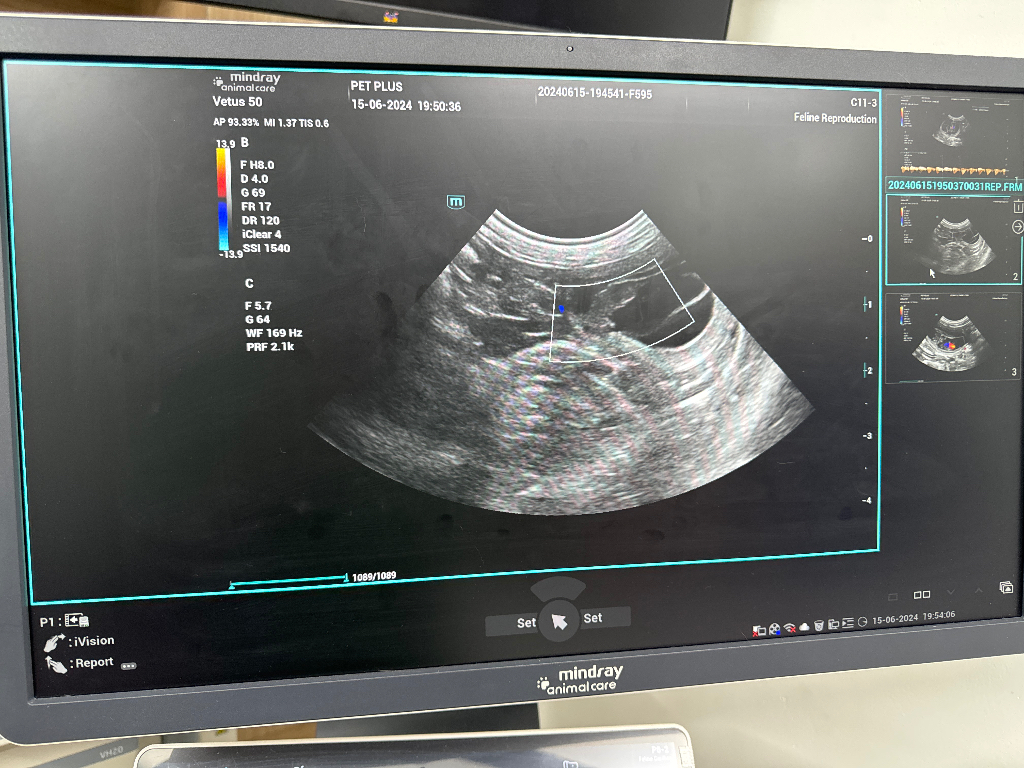 mindray
animal care
Vetus 50
PET PLUS
15-06-2024 19:50:36
20240615-194541-F595
C11-3
Feline Reproduction
AP 93.33% MI 1.37 TIS 0.6
13.9 B
F H8.0
D 4.0
G 69
FR 17
DR 120
iClear 4
SSI 1540
-13.9
C
F 5.7
G 64
WF 169 Hz
PRF 2.1k
m
0
1
2
3
4
1
202406151950370031REP.FRM
2
3
1089/1089
P1 :
: iVision
: Report
Set
Set
15-06-2024 19:54:06
mindray
animal care
VH20